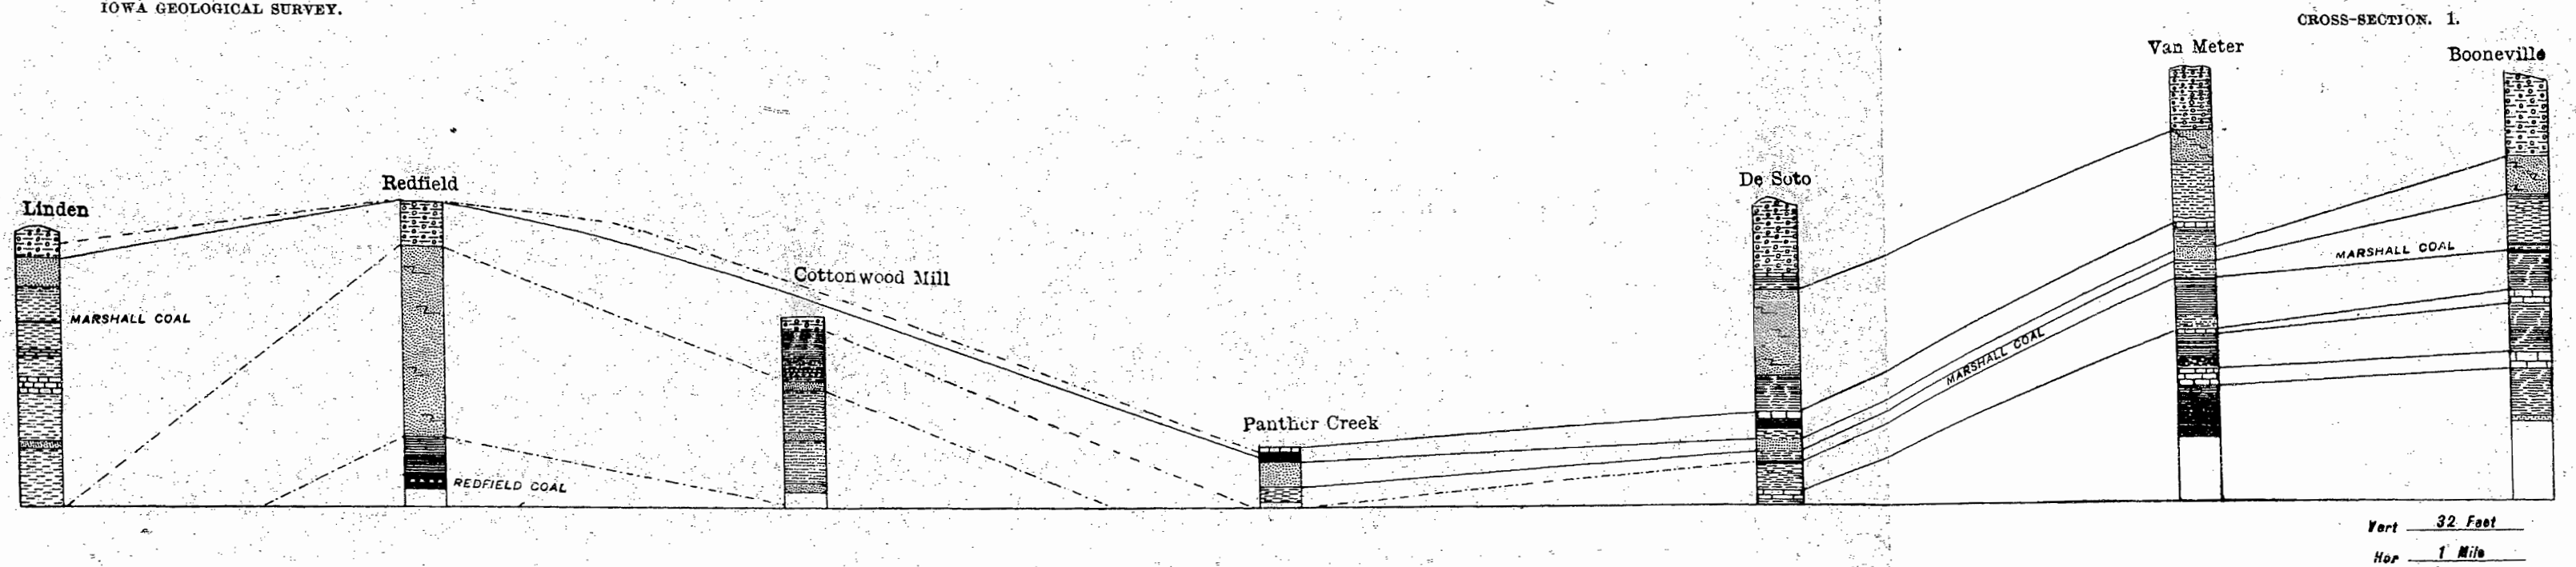 IOWA GEOLOGICAL SURVEY.
CROSS-SECTION. 1.
Van Meter
Booneville
Redfield
De Soto
Linden
MARSHALL COAL
Cottonwood Mill
MARSHALL COAL
MARSHALL COAL
Panther Creek
REDFIELD COAL
Vert 32 Feet
Hor 1 Mile